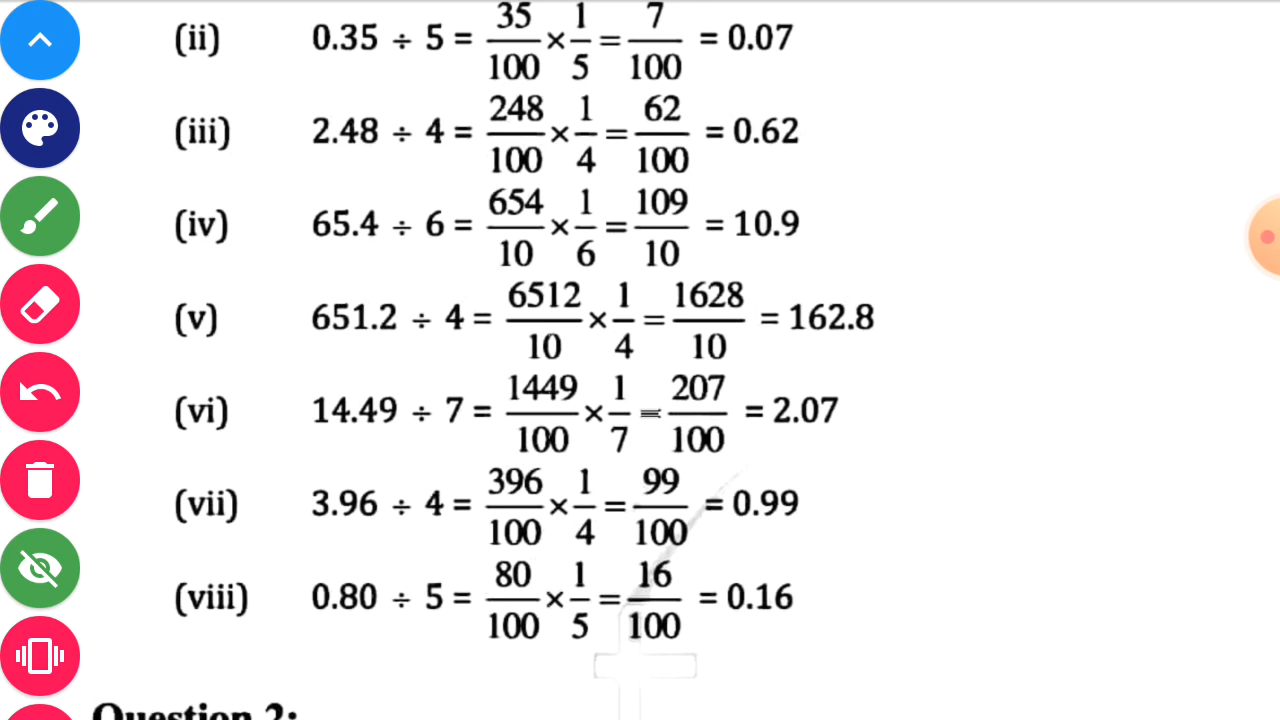 (ii) 0.35 ÷ 5 = 35/100 × 1/5 = 7/100 = 0.07
(iii) 2.48 ÷ 4 = 248/100 × 1/4 = 62/100 = 0.62
(iv) 65.4 ÷ 6 = 654/10 × 1/6 = 109/10 = 10.9
(v) 651.2 ÷ 4 = 6512/10 × 1/4 = 1628/10 = 162.8
(vi) 14.49 ÷ 7 = 1449/100 × 1/7 = 207/100 = 2.07
(vii) 3.96 ÷ 4 = 396/100 × 1/4 = 99/100 = 0.99
(viii) 0.80 ÷ 5 = 80/100 × 1/5 = 16/100 = 0.16
Question 2: